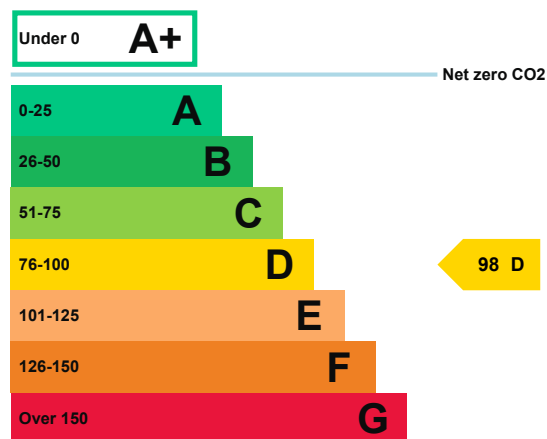 Under 0 A+
Net zero CO2
0-25 A
26-50 B
51-75 C
76-100 D
98 D
101-125 E
126-150 F
Over 150 G